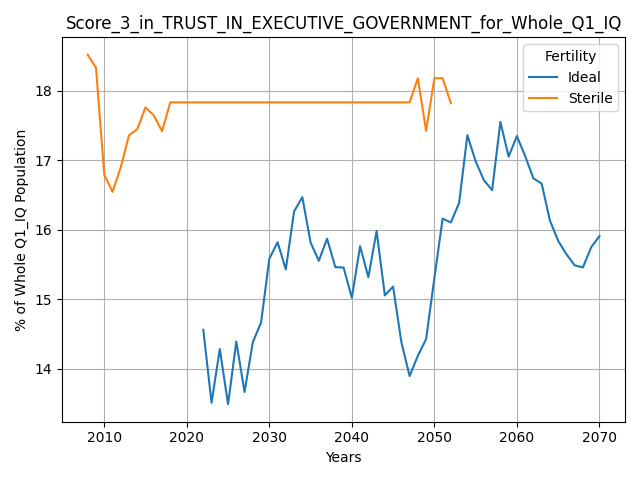 Score_3_in_TRUST_IN_EXECUTIVE_GOVERNMENT_for_Whole_Q1_IQ
Fertility
Ideal
Sterile
% of Whole Q1_IQ Population
18
17
16
15
14
2010 2020 2030 2040 2050 2060 2070
Years